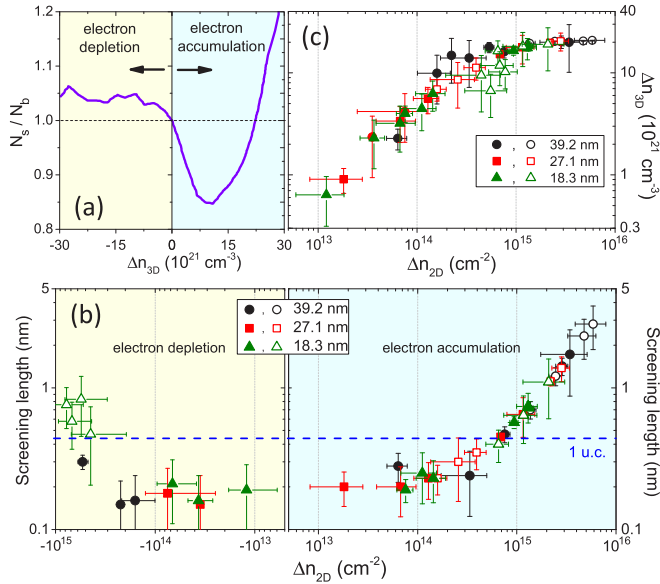 1.2
1.1
1.0
0.9
0.8
N_s / N_b
electron depletion
electron accumulation
(a)
-30 -15 0 15 30
Δn_3D (10^21 cm^-3)
(c)
40
10
1
0.3
Δn_3D (10^21 cm^-3)
, 39.2 nm
, 27.1 nm
, 18.3 nm
10^13 10^14 10^15 10^16
Δn_2D (cm^-2)
5
1
0.1
Screening length (nm)
(b)
, 39.2 nm
, 27.1 nm
, 18.3 nm
electron depletion
electron accumulation
1 u.c.
5
1
0.1
Screening length (nm)
-10^15 -10^14 -10^13 10^13 10^14 10^15 10^16
Δn_2D (cm^-2)